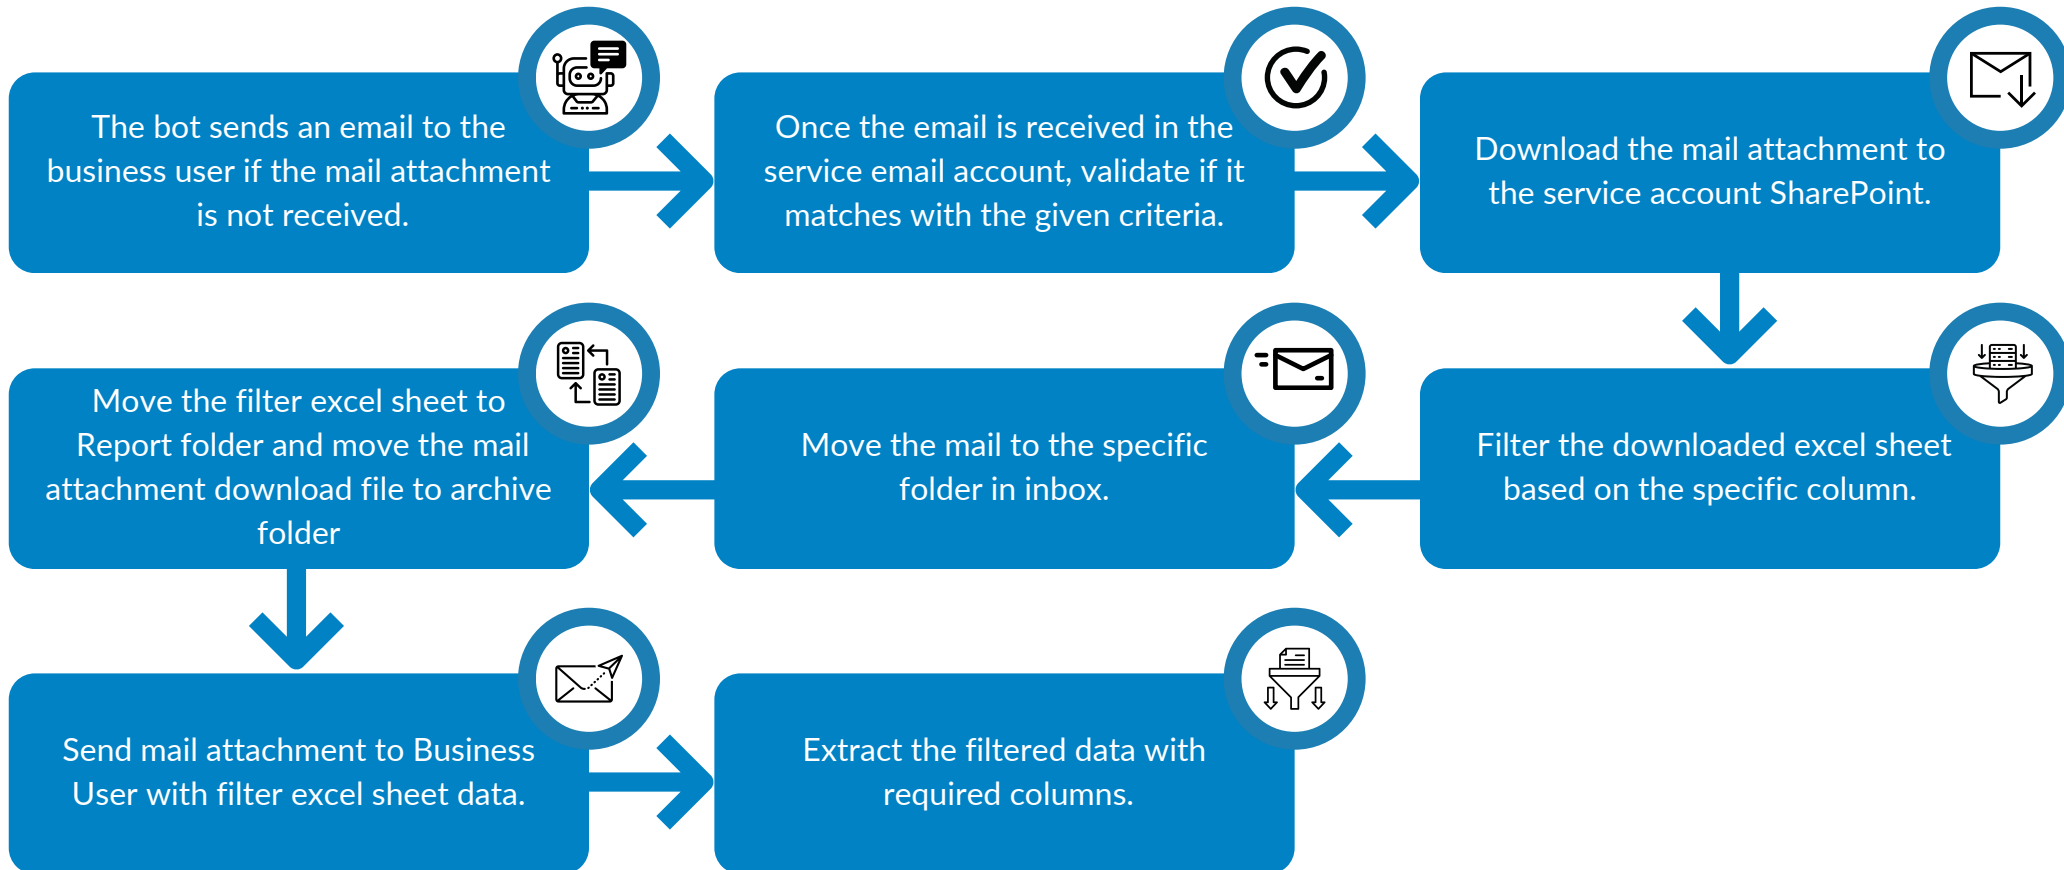 The bot sends an email to the
business user if the mail attachment
is not received.
Once the email is received in the
service email account, validate if it
matches with the given criteria.
Download the mail attachment to
the service account SharePoint.
Move the filter excel sheet to
Report folder and move the mail
attachment download file to archive
folder
Move the mail to the specific
folder in inbox.
Filter the downloaded excel sheet
based on the specific column.
Send mail attachment to Business
User with filter excel sheet data.
Extract the filtered data with
required columns.